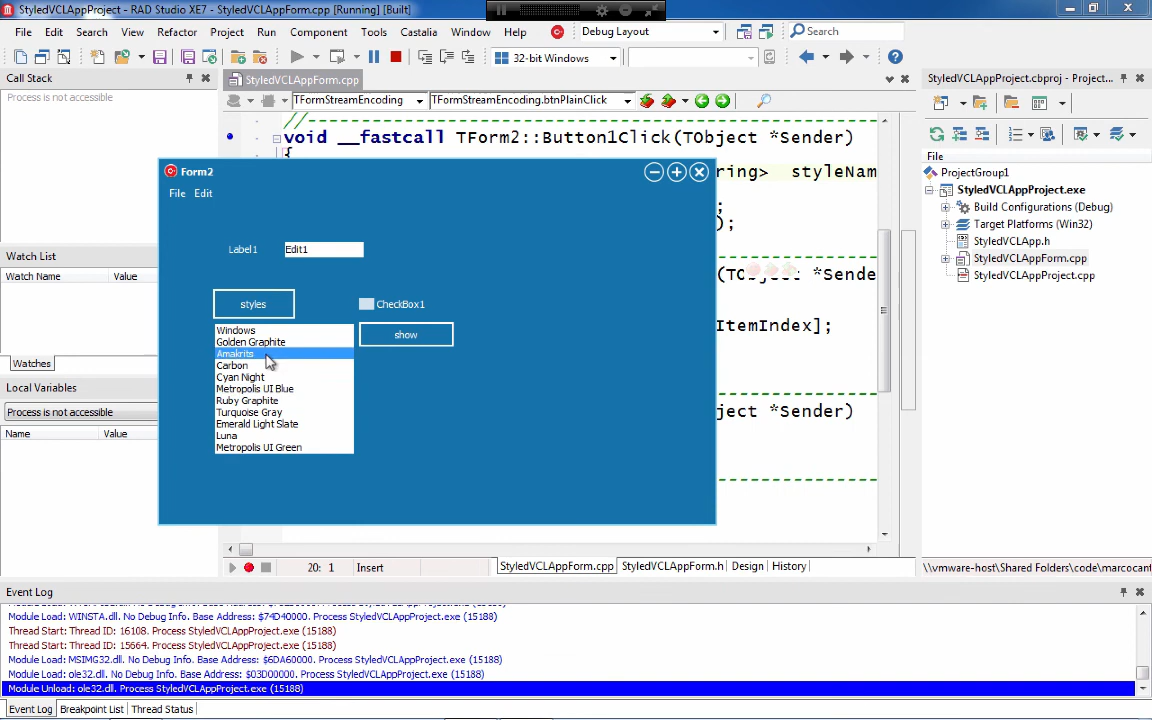 StyledVCLAppProject - RAD Studio XE7 - StyledVCLAppForm.cpp [Running] [Built]
File Edit Search View Refactor Project Run Component Tools Castalia Window Help Debug Layout Search
32-bit Windows
Call Stack
StyledVCLAppForm.cpp
StyledVCLAppProject.cbproj - Project...
Process is not accessible
TFormStreamEncoding
TFormStreamEncoding.btnPlainClick
//
void __fastcall TForm2::Button1Click(TObject *Sender)
{
ring> styleNam
;
);
(TObject *Sende
ItemIndex];
ject *Sender)
Form2
File Edit
Label1 Edit1
styles
CheckBox1
show
Windows
Golden Graphite
Amakrits
Carbon
Cyan Night
Metropolis UI Blue
Ruby Graphite
Turquoise Gray
Emerald Light Slate
Luna
Metropolis UI Green
Watch List
Watch Name Value
Watches
Local Variables
Process is not accessible
Name Value
File
ProjectGroup1
StyledVCLAppProject.exe
Build Configurations (Debug)
Target Platforms (Win32)
StyledVCLApp.h
StyledVCLAppForm.cpp
StyledVCLAppProject.cpp
20: 1 Insert
StyledVCLAppForm.cpp StyledVCLAppForm.h Design History
\\vmware-host\Shared Folders\code\marcocant
Event Log
Module Load: WINSTA.dll. No Debug Info. Base Address: $74D40000. Process StyledVCLAppProject.exe (15188)
Thread Start: Thread ID: 16108. Process StyledVCLAppProject.exe (15188)
Thread Start: Thread ID: 15664. Process StyledVCLAppProject.exe (15188)
Module Load: MSIMG32.dll. No Debug Info. Base Address: $6DA60000. Process StyledVCLAppProject.exe (15188)
Module Load: ole32.dll. No Debug Info. Base Address: $03D00000. Process StyledVCLAppProject.exe (15188)
Module Unload: ole32.dll. Process StyledVCLAppProject.exe (15188)
Event Log Breakpoint List Thread Status